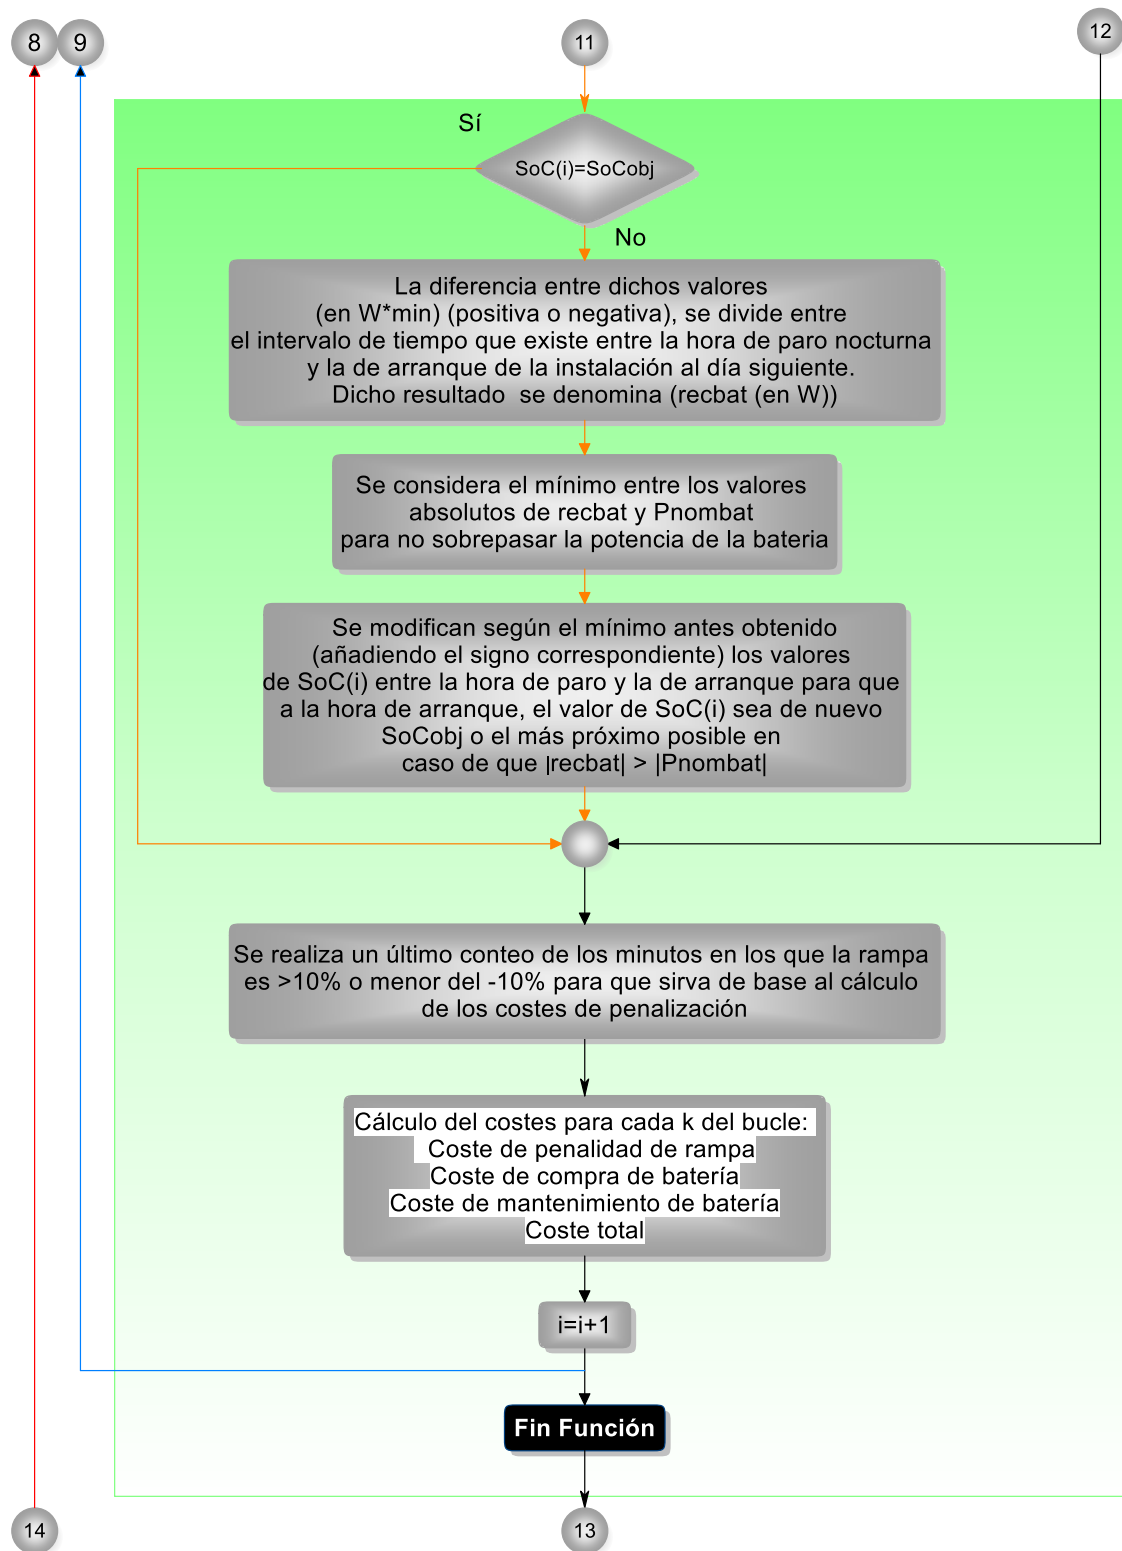 8
9
11
12
Sí
SoC(i)=SoCobj
No
La diferencia entre dichos valores
(en W*min) (positiva o negativa), se divide entre
el intervalo de tiempo que existe entre la hora de paro nocturna
y la de arranque de la instalación al día siguiente.
Dicho resultado se denomina (recbat (en W))
Se considera el mínimo entre los valores
absolutos de recbat y Pnombat
para no sobrepasar la potencia de la bateria
Se modifican según el mínimo antes obtenido
(añadiendo el signo correspondiente) los valores
de SoC(i) entre la hora de paro y la de arranque para que
a la hora de arranque, el valor de SoC(i) sea de nuevo
SoCobj o el más próximo posible en
caso de que |recbat| > |Pnombat|
Se realiza un último conteo de los minutos en los que la rampa
es >10% o menor del -10% para que sirva de base al cálculo
de los costes de penalización
Cálculo del costes para cada k del bucle:
Coste de penalidad de rampa
Coste de compra de batería
Coste de mantenimiento de batería
Coste total
i=i+1
Fin Función
14
13